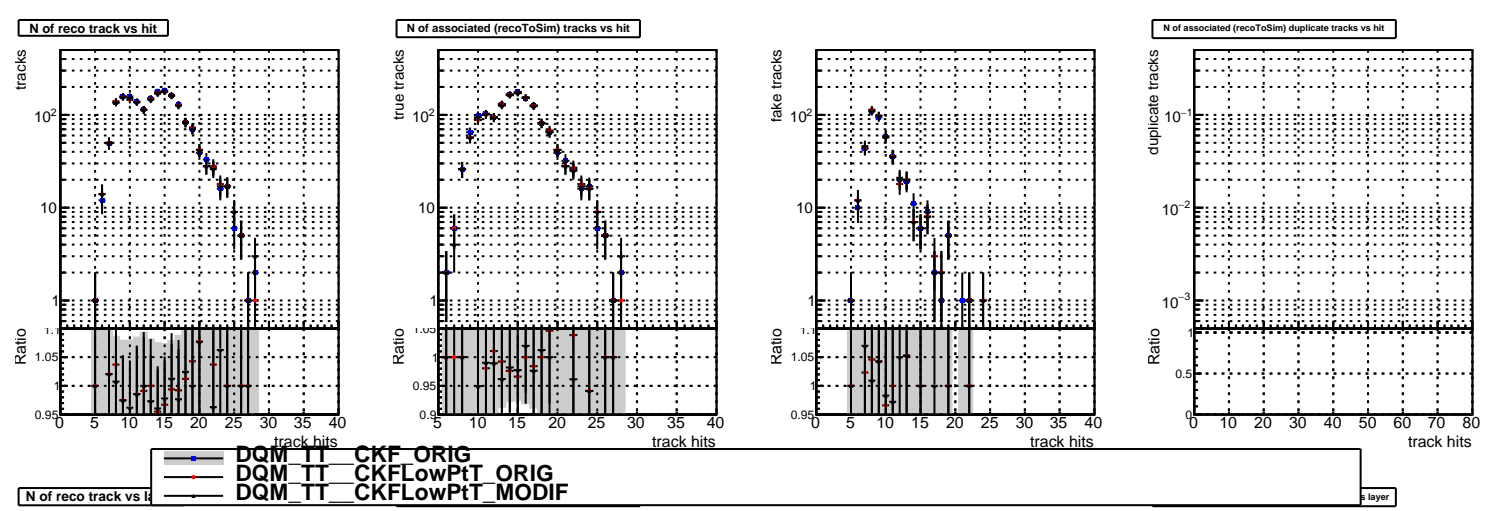 N of reco track vs hit
N of associated (recoToSim) tracks vs hit
N of associated (recoToSim) duplicate tracks vs hit
tracks
10²
10
1
Ratio
1.1
1.05
1
0.95
0 5 10 15 20 25 30 35 40
track hits
true tracks
10²
10
1
Ratio
1.05
1
0.95
0.9
5 10 15 20 25 30 35 40
track hits
fake tracks
10²
10
1
Ratio
1.1
1.05
1
0.95
0 5 10 15 20 25 30 35 40
track hits
duplicate tracks
10⁻¹
10⁻²
10⁻³
Ratio
1
0.5
0
0 10 20 30 40 50 60 70 80
track hits
DQM_TT__CKF_ORIG
DQM_TT__CKFLowPtT_ORIG
DQM_TT__CKFLowPtT_MODIF
N of reco track vs la
s layer